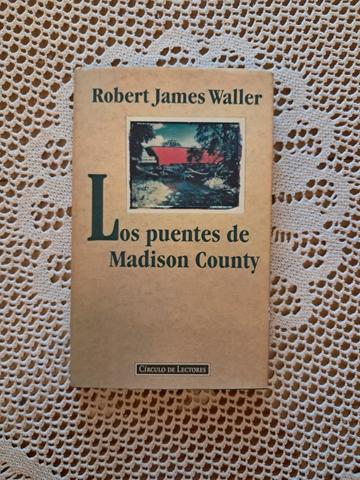 Robert James Waller
Los puentes de
Madison County
CÍRCULO DE LECTORES